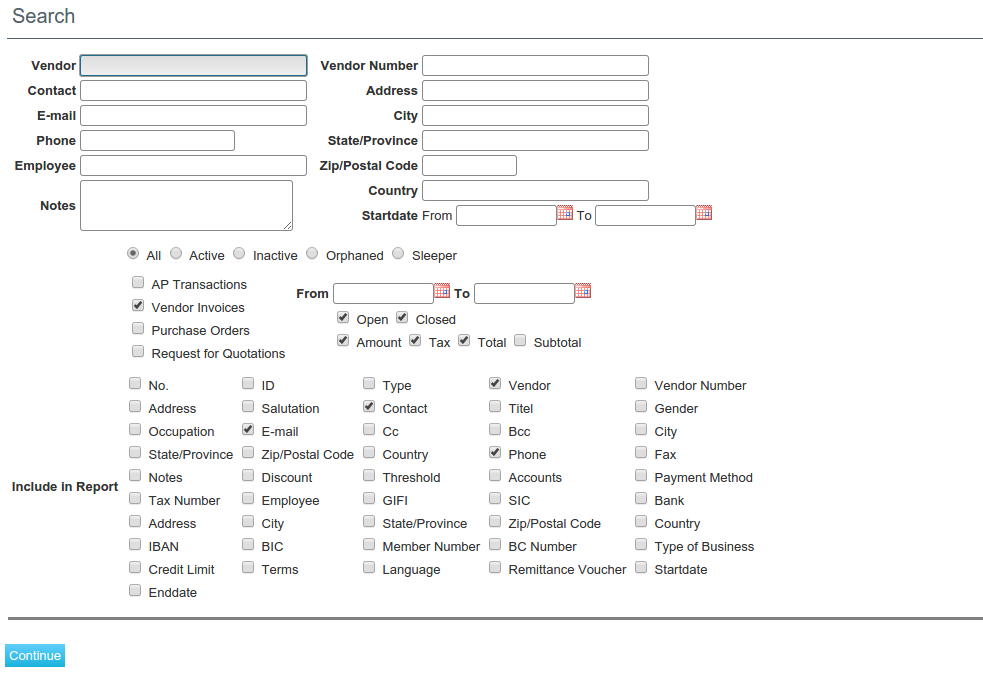 Search
Vendor Vendor Number
Contact Address
E-mail City
Phone State/Province
Employee Zip/Postal Code
Country
Notes
Startdate From To
All Active Inactive Orphaned Sleeper
AP Transactions
From To
Vendor Invoices
Open Closed
Purchase Orders
Amount Tax Total Subtotal
Request for Quotations
No. ID Type Vendor Vendor Number
Address Salutation Contact Titel Gender
Occupation E-mail Cc Bcc City
State/Province Zip/Postal Code Country Phone Fax
Notes Discount Threshold Accounts Payment Method
Include in Report
Tax Number Employee GIFI SIC Bank
Address City State/Province Zip/Postal Code Country
IBAN BIC Member Number BC Number Type of Business
Credit Limit Terms Language Remittance Voucher Startdate
Enddate
Continue